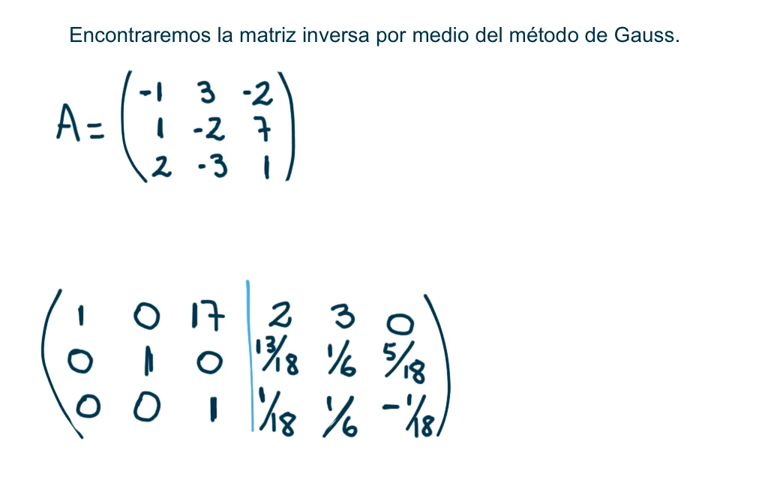 Encontraremos la matriz inversa por medio del método de Gauss.
-1 3 -2
A= 1 -2 7
2 -3 1
1 0 17 2 3 0
0 1 0 13/18 1/6 5/18
0 0 1 1/18 1/6 -1/18